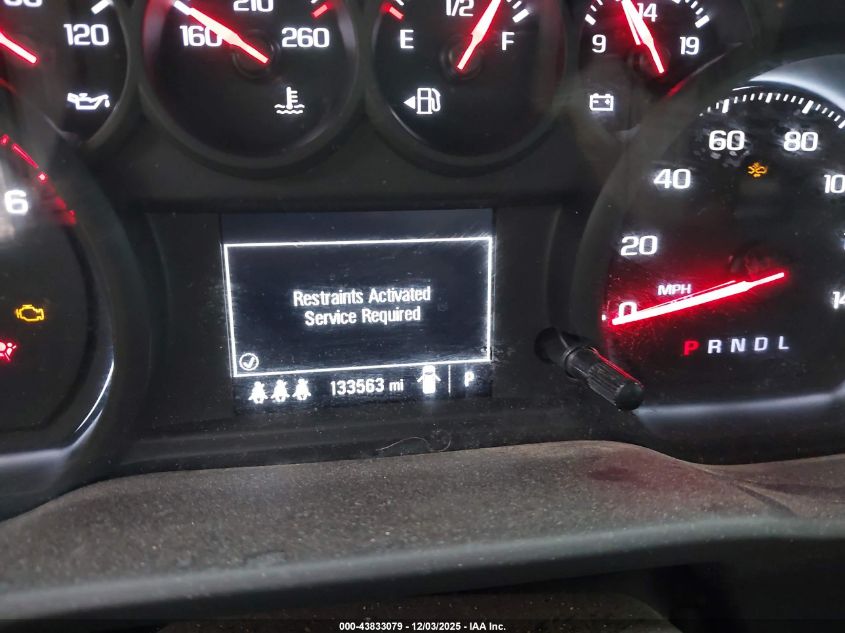 120
160
210
260
E
1/2
F
9
14
19
6
0
20
40
60
80
MPH
P R N D L
Restraints Activated
Service Required
133563 mi
P
000-43833079 - 12/03/2025 - IAA Inc.